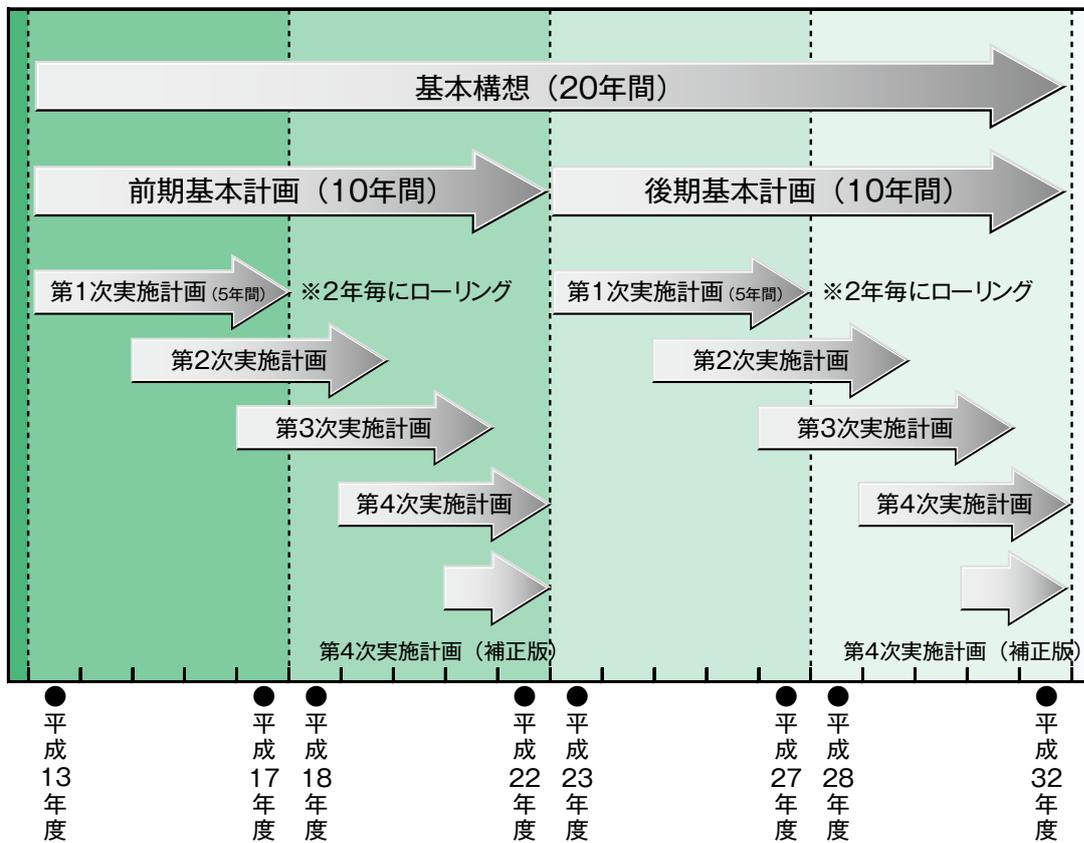 基本構想（20年間）
前期基本計画（10年間）
後期基本計画（10年間）
第1次実施計画（5年間）
※2年毎にローリング
第1次実施計画（5年間）
※2年毎にローリング
第2次実施計画
第2次実施計画
第3次実施計画
第3次実施計画
第4次実施計画
第4次実施計画
第4次実施計画（補正版）
第4次実施計画（補正版）
平成13年度
平成17年度
平成18年度
平成22年度
平成23年度
平成27年度
平成28年度
平成32年度